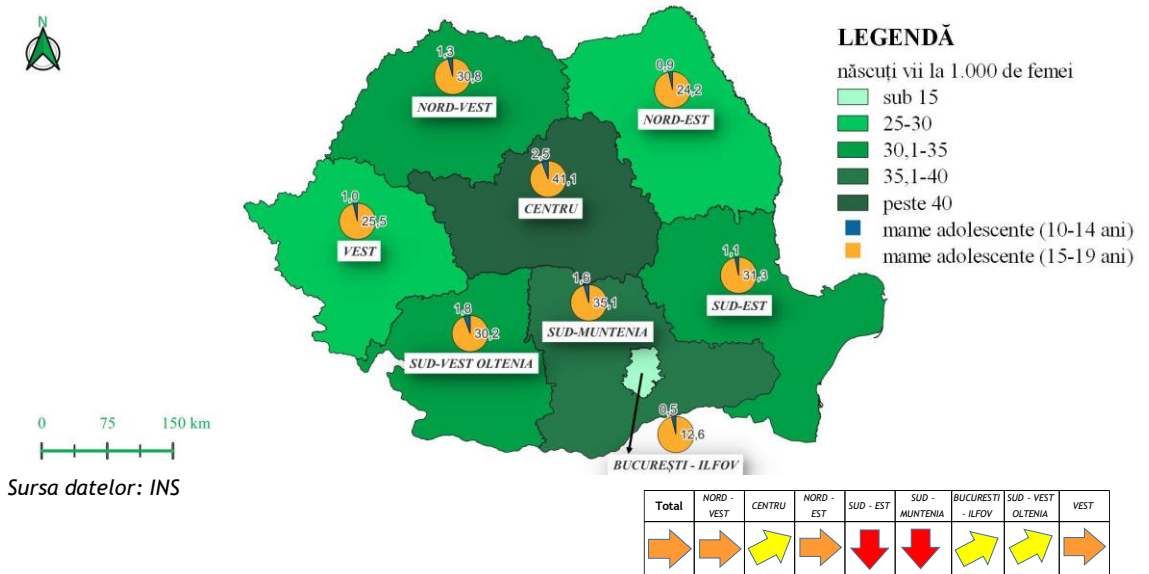 N
LEGENDĂ
născuți vii la 1.000 de femei
sub 15
25-30
30,1-35
35,1-40
peste 40
mame adolescente (10-14 ani)
mame adolescente (15-19 ani)
1,3
30,8
NORD-VEST
0,9
24,2
NORD-EST
2,5
41,1
CENTRU
1,0
25,5
VEST
1,1
31,3
SUD-EST
1,6
35,1
SUD-MUNTENIA
1,8
30,2
SUD-VEST OLTENIA
0,5
12,6
BUCUREȘTI - ILFOV
0 75 150 km
Sursa datelor: INS
Total
NORD -
VEST
CENTRU
NORD -
EST
SUD - EST
SUD -
MUNTENIA
BUCURESTI
- ILFOV
SUD - VEST
OLTENIA
VEST